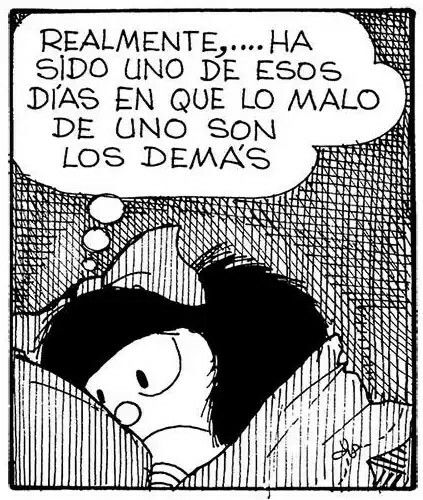 REALMENTE,....HA
SIDO UNO DE ESOS
DÍAS EN QUE LO MALO
DE UNO SON
LOS DEMÁS